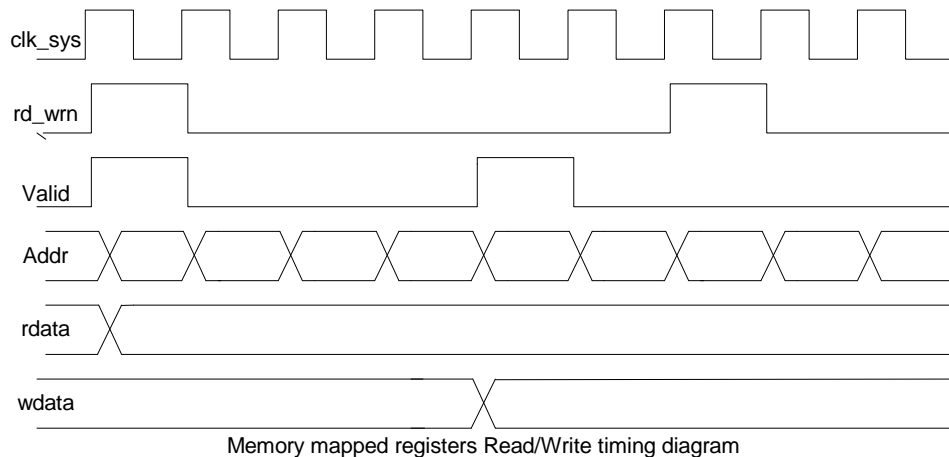 clk_sys
rd_wrn
Valid
Addr
rdata
wdata
Memory mapped registers Read/Write timing diagram